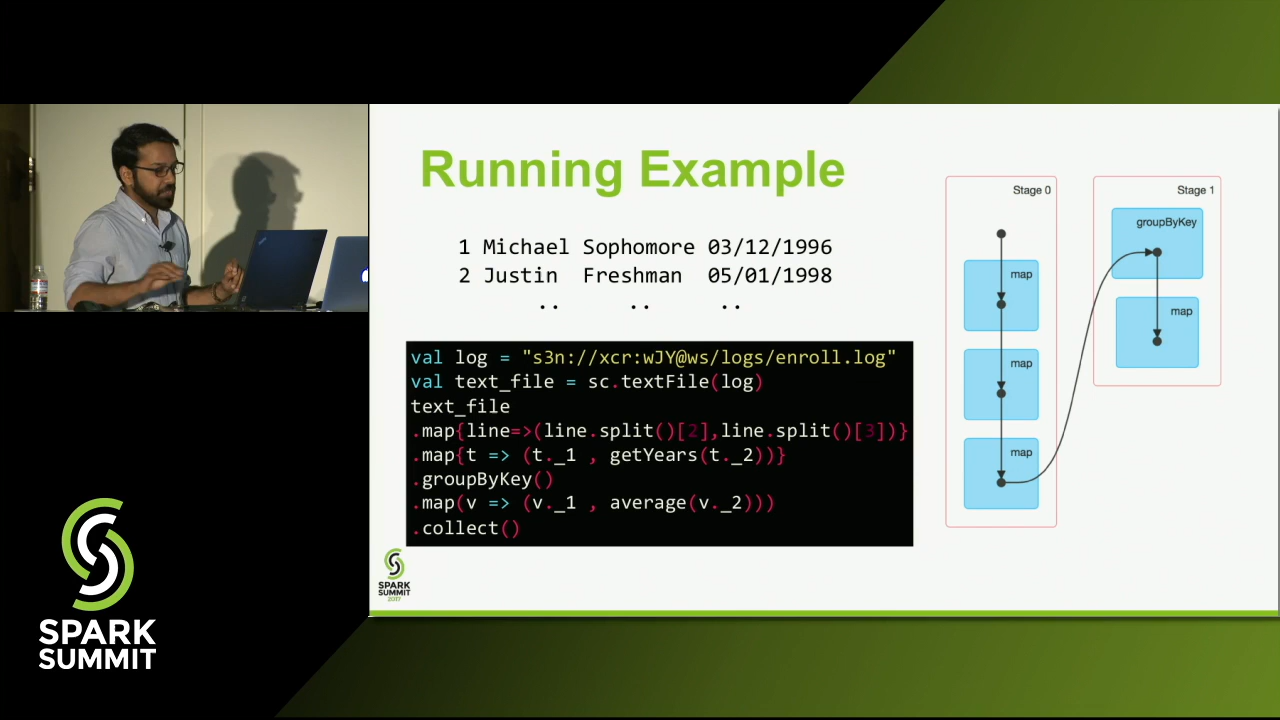 Running Example
1 Michael Sophomore 03/12/1996
2 Justin Freshman 05/01/1998
.. .. ..
val log = "s3n://xcr:wJY@ws/logs/enroll.log"
val text_file = sc.textFile(log)
text_file
.map{line=>(line.split()[2],line.split()[3])}
.map{t => (t._1 , getYears(t._2))}
.groupByKey()
.map(v => (v._1 , average(v._2)))
.collect()
Stage 0
map
map
map
Stage 1
groupByKey
map
SPARK
SUMMIT
2017
SPARK
SUMMIT